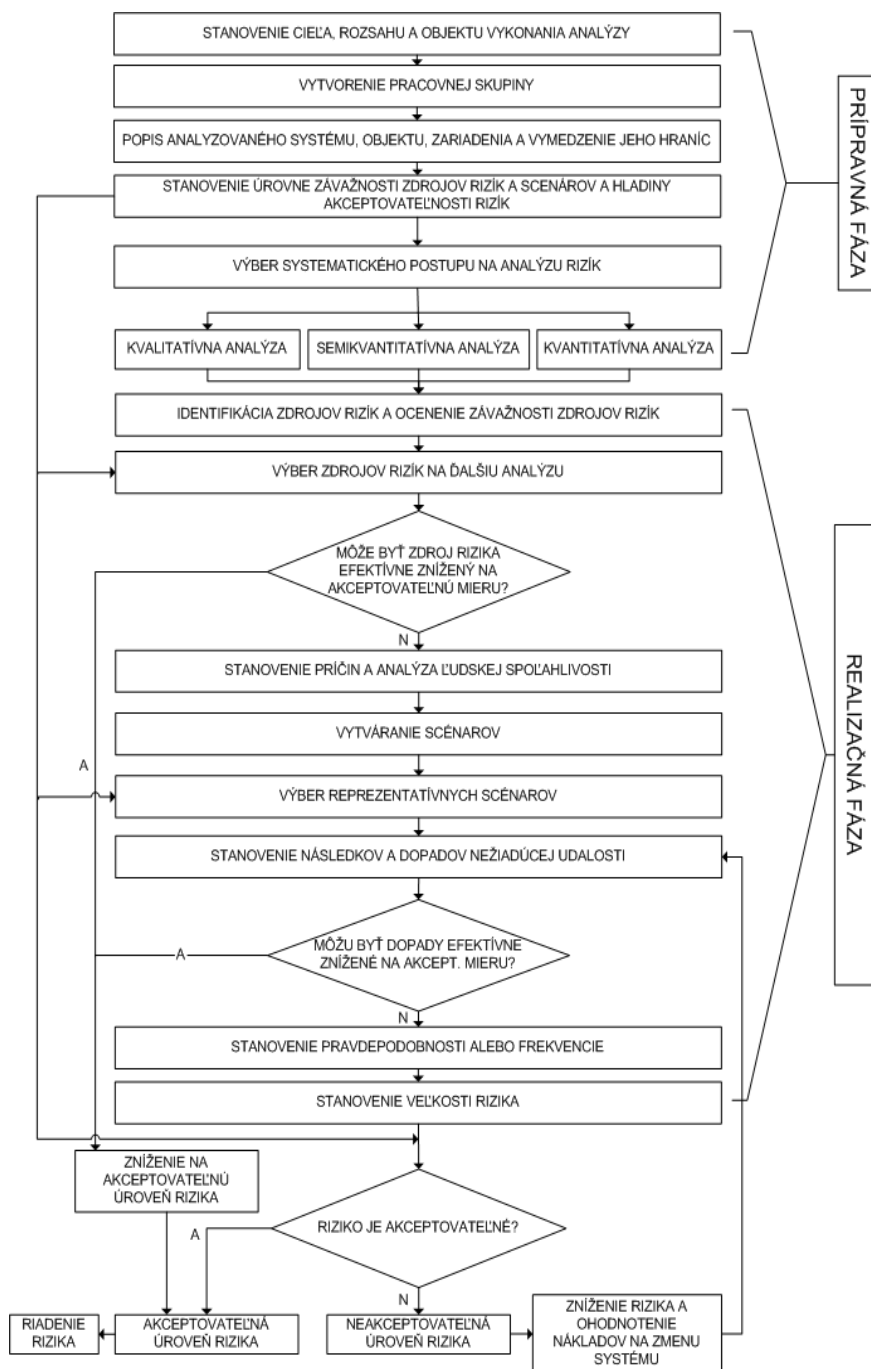 STANOVENIE CIEĽA, ROZSAHU A OBJEKTU VYKONANIA ANALÝZY
VYTVORENIE PRACOVNEJ SKUPINY
POPIS ANALYZOVANÉHO SYSTÉMU, OBJEKTU, ZARIADENIA A VYMEDZENIE JEHO HRANÍC
STANOVENIE ÚROVNE ZÁVAŽNOSTI ZDROJOV RIZÍK A SCENÁROV A HLADINY
AKCEPTOVATEĽNOSTI RIZÍK
VÝBER SYSTEMATICKÉHO POSTUPU NA ANALÝZU RIZÍK
KVALITATÍVNA ANALÝZA
SEMIKVANTITATÍVNA ANALÝZA
KVANTITATÍVNA ANALÝZA
PRÍPRAVNÁ FÁZA
IDENTIFIKÁCIA ZDROJOV RIZÍK A OCENENIE ZÁVAŽNOSTI ZDROJOV RIZÍK
VÝBER ZDROJOV RIZÍK NA ĎALŠIU ANALÝZU
MÔŽE BYŤ ZDROJ RIZIKA
EFEKTÍVNE ZNÍŽENÝ NA
AKCEPTOVATEĽNÚ MIERU?
N
STANOVENIE PRÍČIN A ANALÝZA ĽUDSKEJ SPOĽAHLIVOSTI
VYTVÁRANIE SCÉNAROV
A
VÝBER REPREZENTATÍVNYCH SCÉNAROV
STANOVENIE NÁSLEDKOV A DOPADOV NEŽIADÚCEJ UDALOSTI
REALIZAČNÁ FÁZA
MÔŽU BYŤ DOPADY EFEKTÍVNE
ZNÍŽENÉ NA AKCEPT. MIERU?
A
N
STANOVENIE PRAVDEPODOBNOSTI ALEBO FREKVENCIE
STANOVENIE VEĽKOSTI RIZIKA
ZNÍŽENIE NA
AKCEPTOVATEĽNÚ
ÚROVEŇ RIZIKA
RIZIKO JE AKCEPTOVATEĽNÉ?
A
N
RIADENIE
RIZIKA
AKCEPTOVATEĽNÁ
ÚROVEŇ RIZIKA
NEAKCEPTOVATEĽNÁ
ÚROVEŇ RIZIKA
ZNÍŽENIE RIZIKA A
OHODNOTENIE
NÁKLADOV NA ZMENU
SYSTÉMU